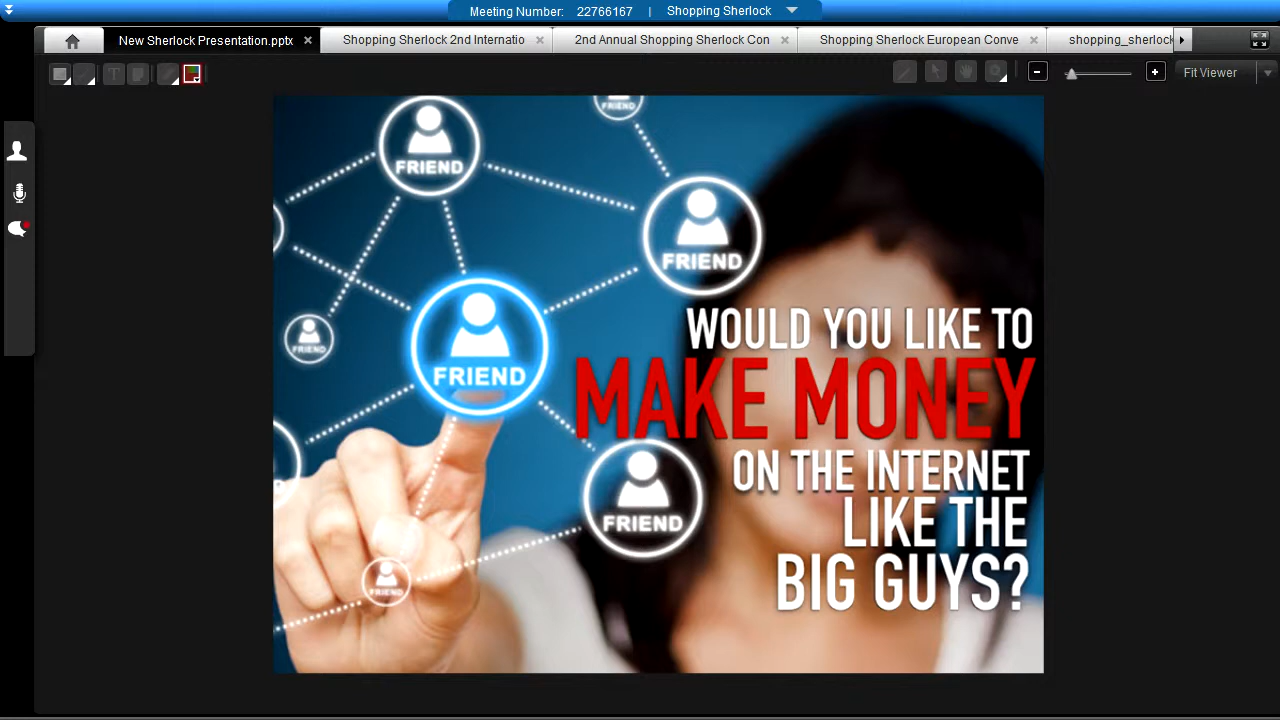 Meeting Number: 22766167 | Shopping Sherlock
New Sherlock Presentation.pptx
Shopping Sherlock 2nd Internatio
2nd Annual Shopping Sherlock Con
Shopping Sherlock European Conve
shopping_sherlock
Fit Viewer
FRIEND
FRIEND
FRIEND
FRIEND
FRIEND
WOULD YOU LIKE TO
MAKE MONEY
ON THE INTERNET
LIKE THE
BIG GUYS?
FRIEND
FRIEND